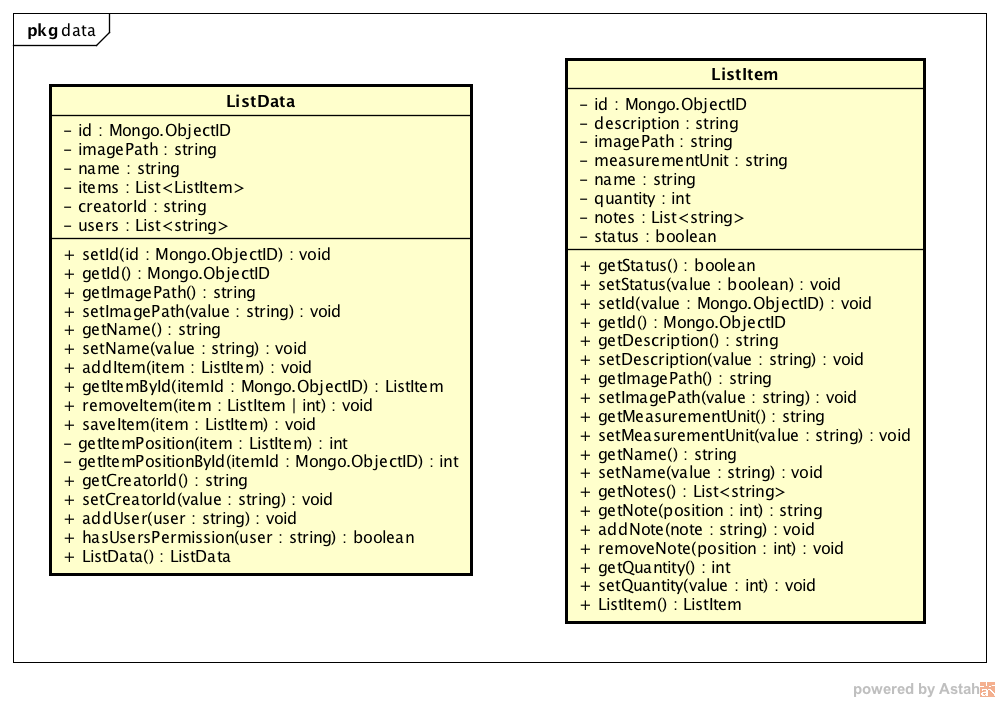 pkg data
ListData
- id : Mongo.ObjectID
- imagePath : string
- name : string
- items : List<ListItem>
- creatorId : string
- users : List<string>
+ setId(id : Mongo.ObjectID) : void
+ getId() : Mongo.ObjectID
+ getImagePath() : string
+ setImagePath(value : string) : void
+ getName() : string
+ setName(value : string) : void
+ addItem(item : ListItem) : void
+ getItemById(itemId : Mongo.ObjectID) : ListItem
+ removeItem(item : ListItem | int) : void
+ saveItem(item : ListItem) : void
- getItemPosition(item : ListItem) : int
- getItemPositionById(itemId : Mongo.ObjectID) : int
+ getCreatorId() : string
+ setCreatorId(value : string) : void
+ addUser(user : string) : void
+ hasUsersPermission(user : string) : boolean
+ ListData() : ListData
ListItem
- id : Mongo.ObjectID
- description : string
- imagePath : string
- measurementUnit : string
- name : string
- quantity : int
- notes : List<string>
- status : boolean
+ getStatus() : boolean
+ setStatus(value : boolean) : void
+ setId(value : Mongo.ObjectID) : void
+ getId() : Mongo.ObjectID
+ getDescription() : string
+ setDescription(value : string) : void
+ getImagePath() : string
+ setImagePath(value : string) : void
+ getMeasurementUnit() : string
+ setMeasurementUnit(value : string) : void
+ getName() : string
+ setName(value : string) : void
+ getNotes() : List<string>
+ getNote(position : int) : string
+ addNote(note : string) : void
+ removeNote(position : int) : void
+ getQuantity() : int
+ setQuantity(value : int) : void
+ ListItem() : ListItem
powered by Astah